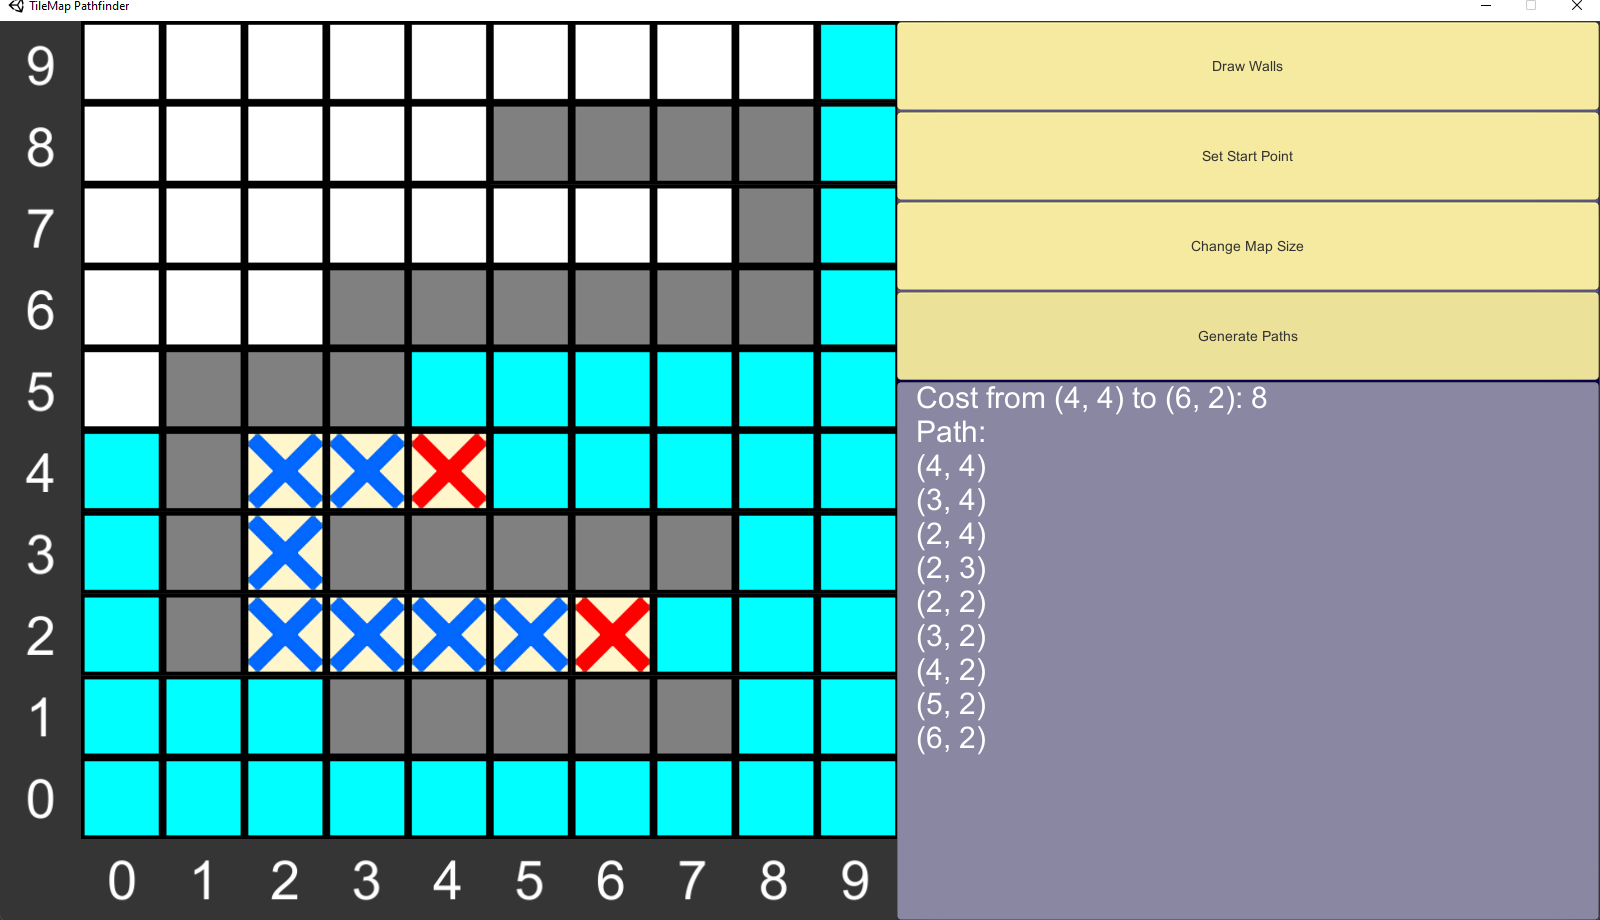 TileMap Pathfinder
9
8
7
6
5
4
3
2
1
0
0 1 2 3 4 5 6 7 8 9
Draw Walls
Set Start Point
Change Map Size
Generate Paths
Cost from (4, 4) to (6, 2): 8
Path:
(4, 4)
(3, 4)
(2, 4)
(2, 3)
(2, 2)
(3, 2)
(4, 2)
(5, 2)
(6, 2)